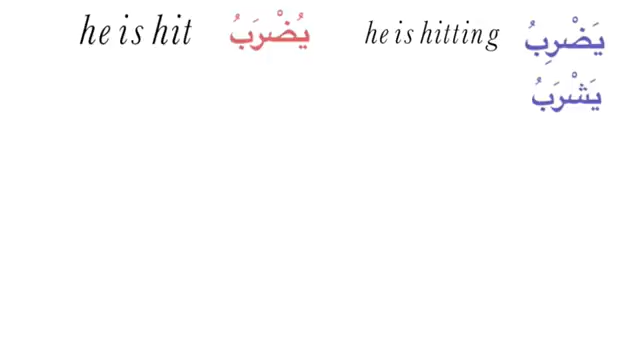 he is hit يُضْرَبُ he is hitting يَضْرِبُ
يَشْرَبُ